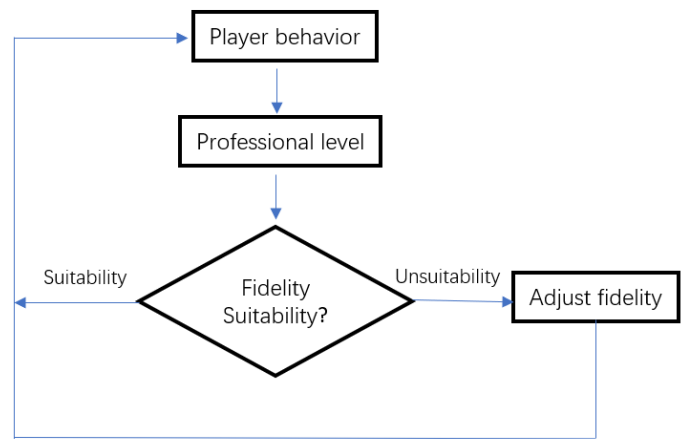 Player behavior
Professional level
Suitability
Fidelity
Suitability?
Unsuitability
Adjust fidelity